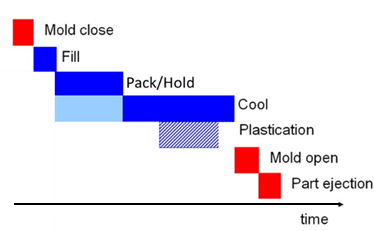 Mold close
Fill
Pack/Hold
Cool
Plastication
Mold open
Part ejection
time